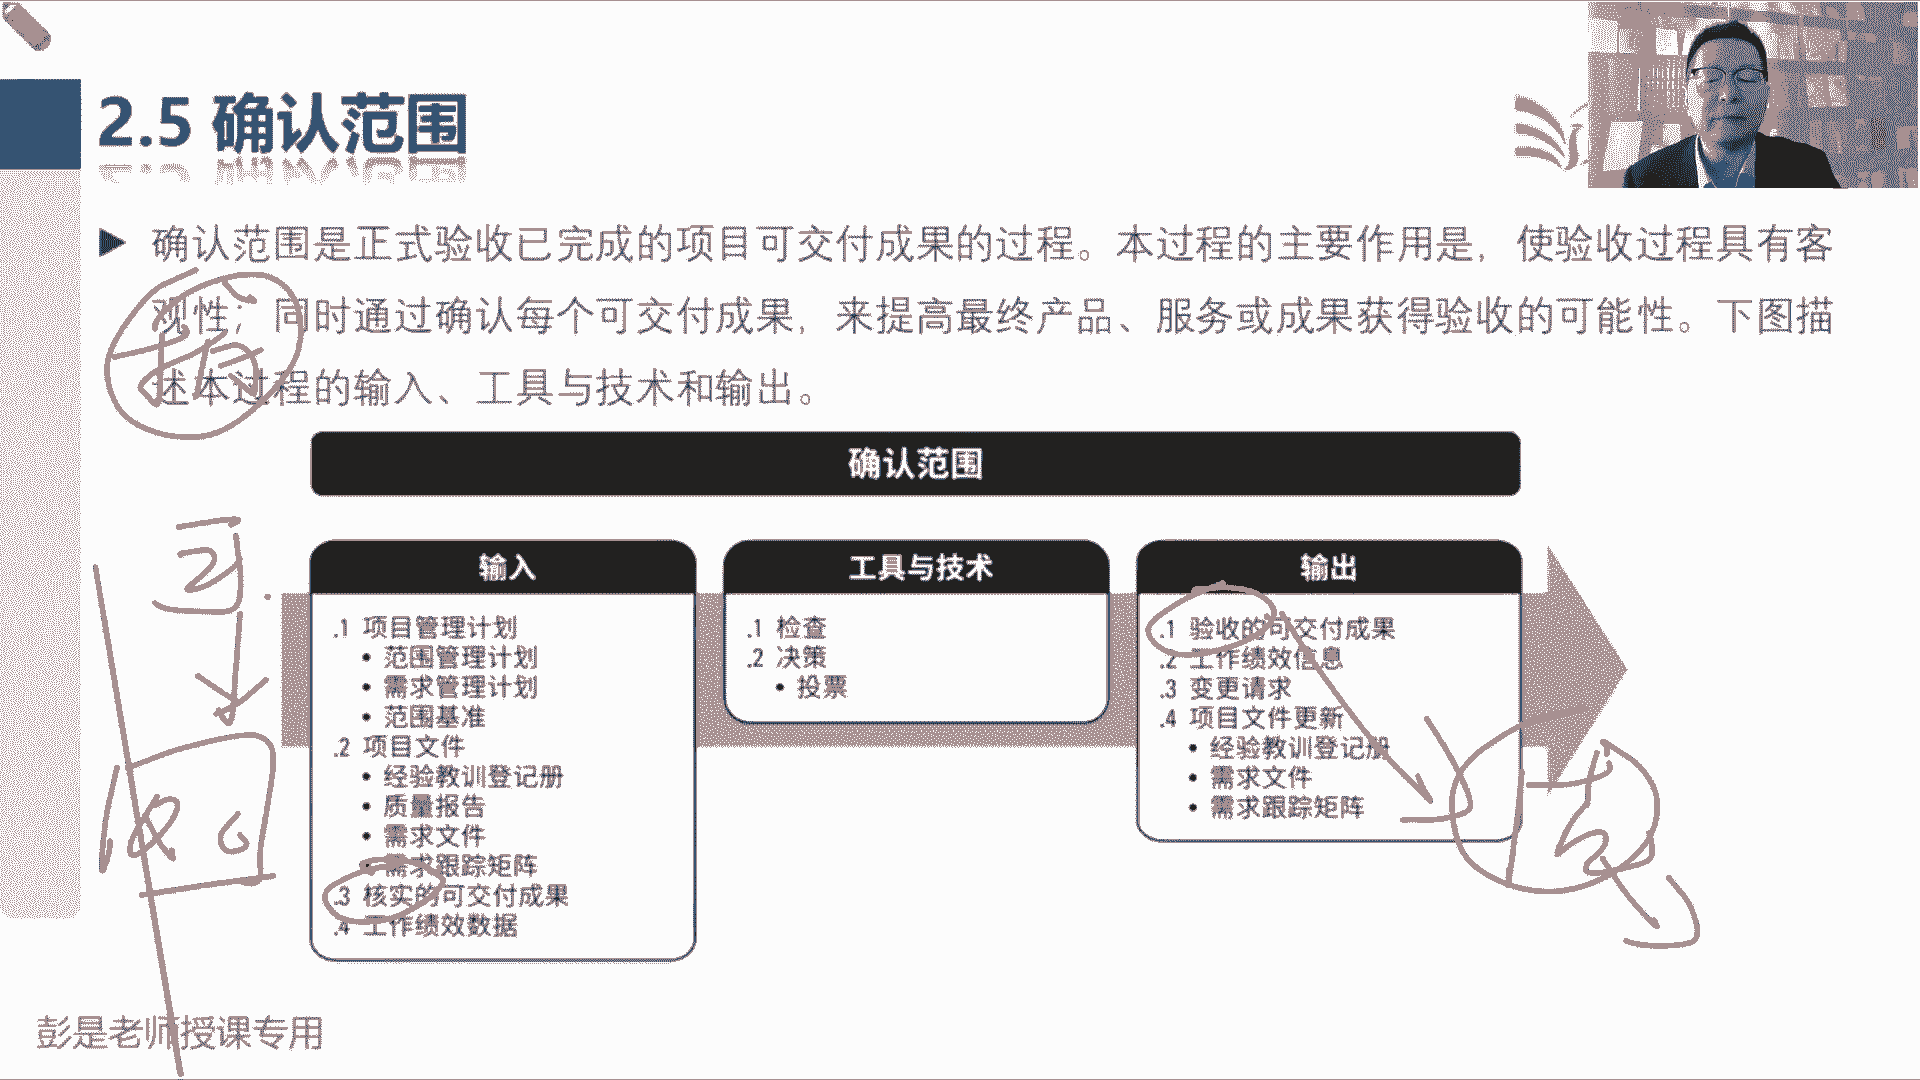 2.5 确认范围
确认范围是正式验收已完成的项目可交付成果的过程。本过程的主要作用是，使验收过程具有客
观性；同时通过确认每个可交付成果，来提高最终产品、服务或成果获得验收的可能性。下图描
述本过程的输入、工具与技术和输出。
确认范围
输入
.1 项目管理计划
• 范围管理计划
• 需求管理计划
• 范围基准
.2 项目文件
• 经验教训登记册
• 质量报告
• 需求文件
• 需求跟踪矩阵
.3 核实的可交付成果
.4 工作绩效数据
工具与技术
.1 检查
.2 决策
• 投票
输出
.1 验收的可交付成果
.2 工作绩效信息
.3 变更请求
.4 项目文件更新
• 经验教训登记册
• 需求文件
• 需求跟踪矩阵
彭是老师授课专用